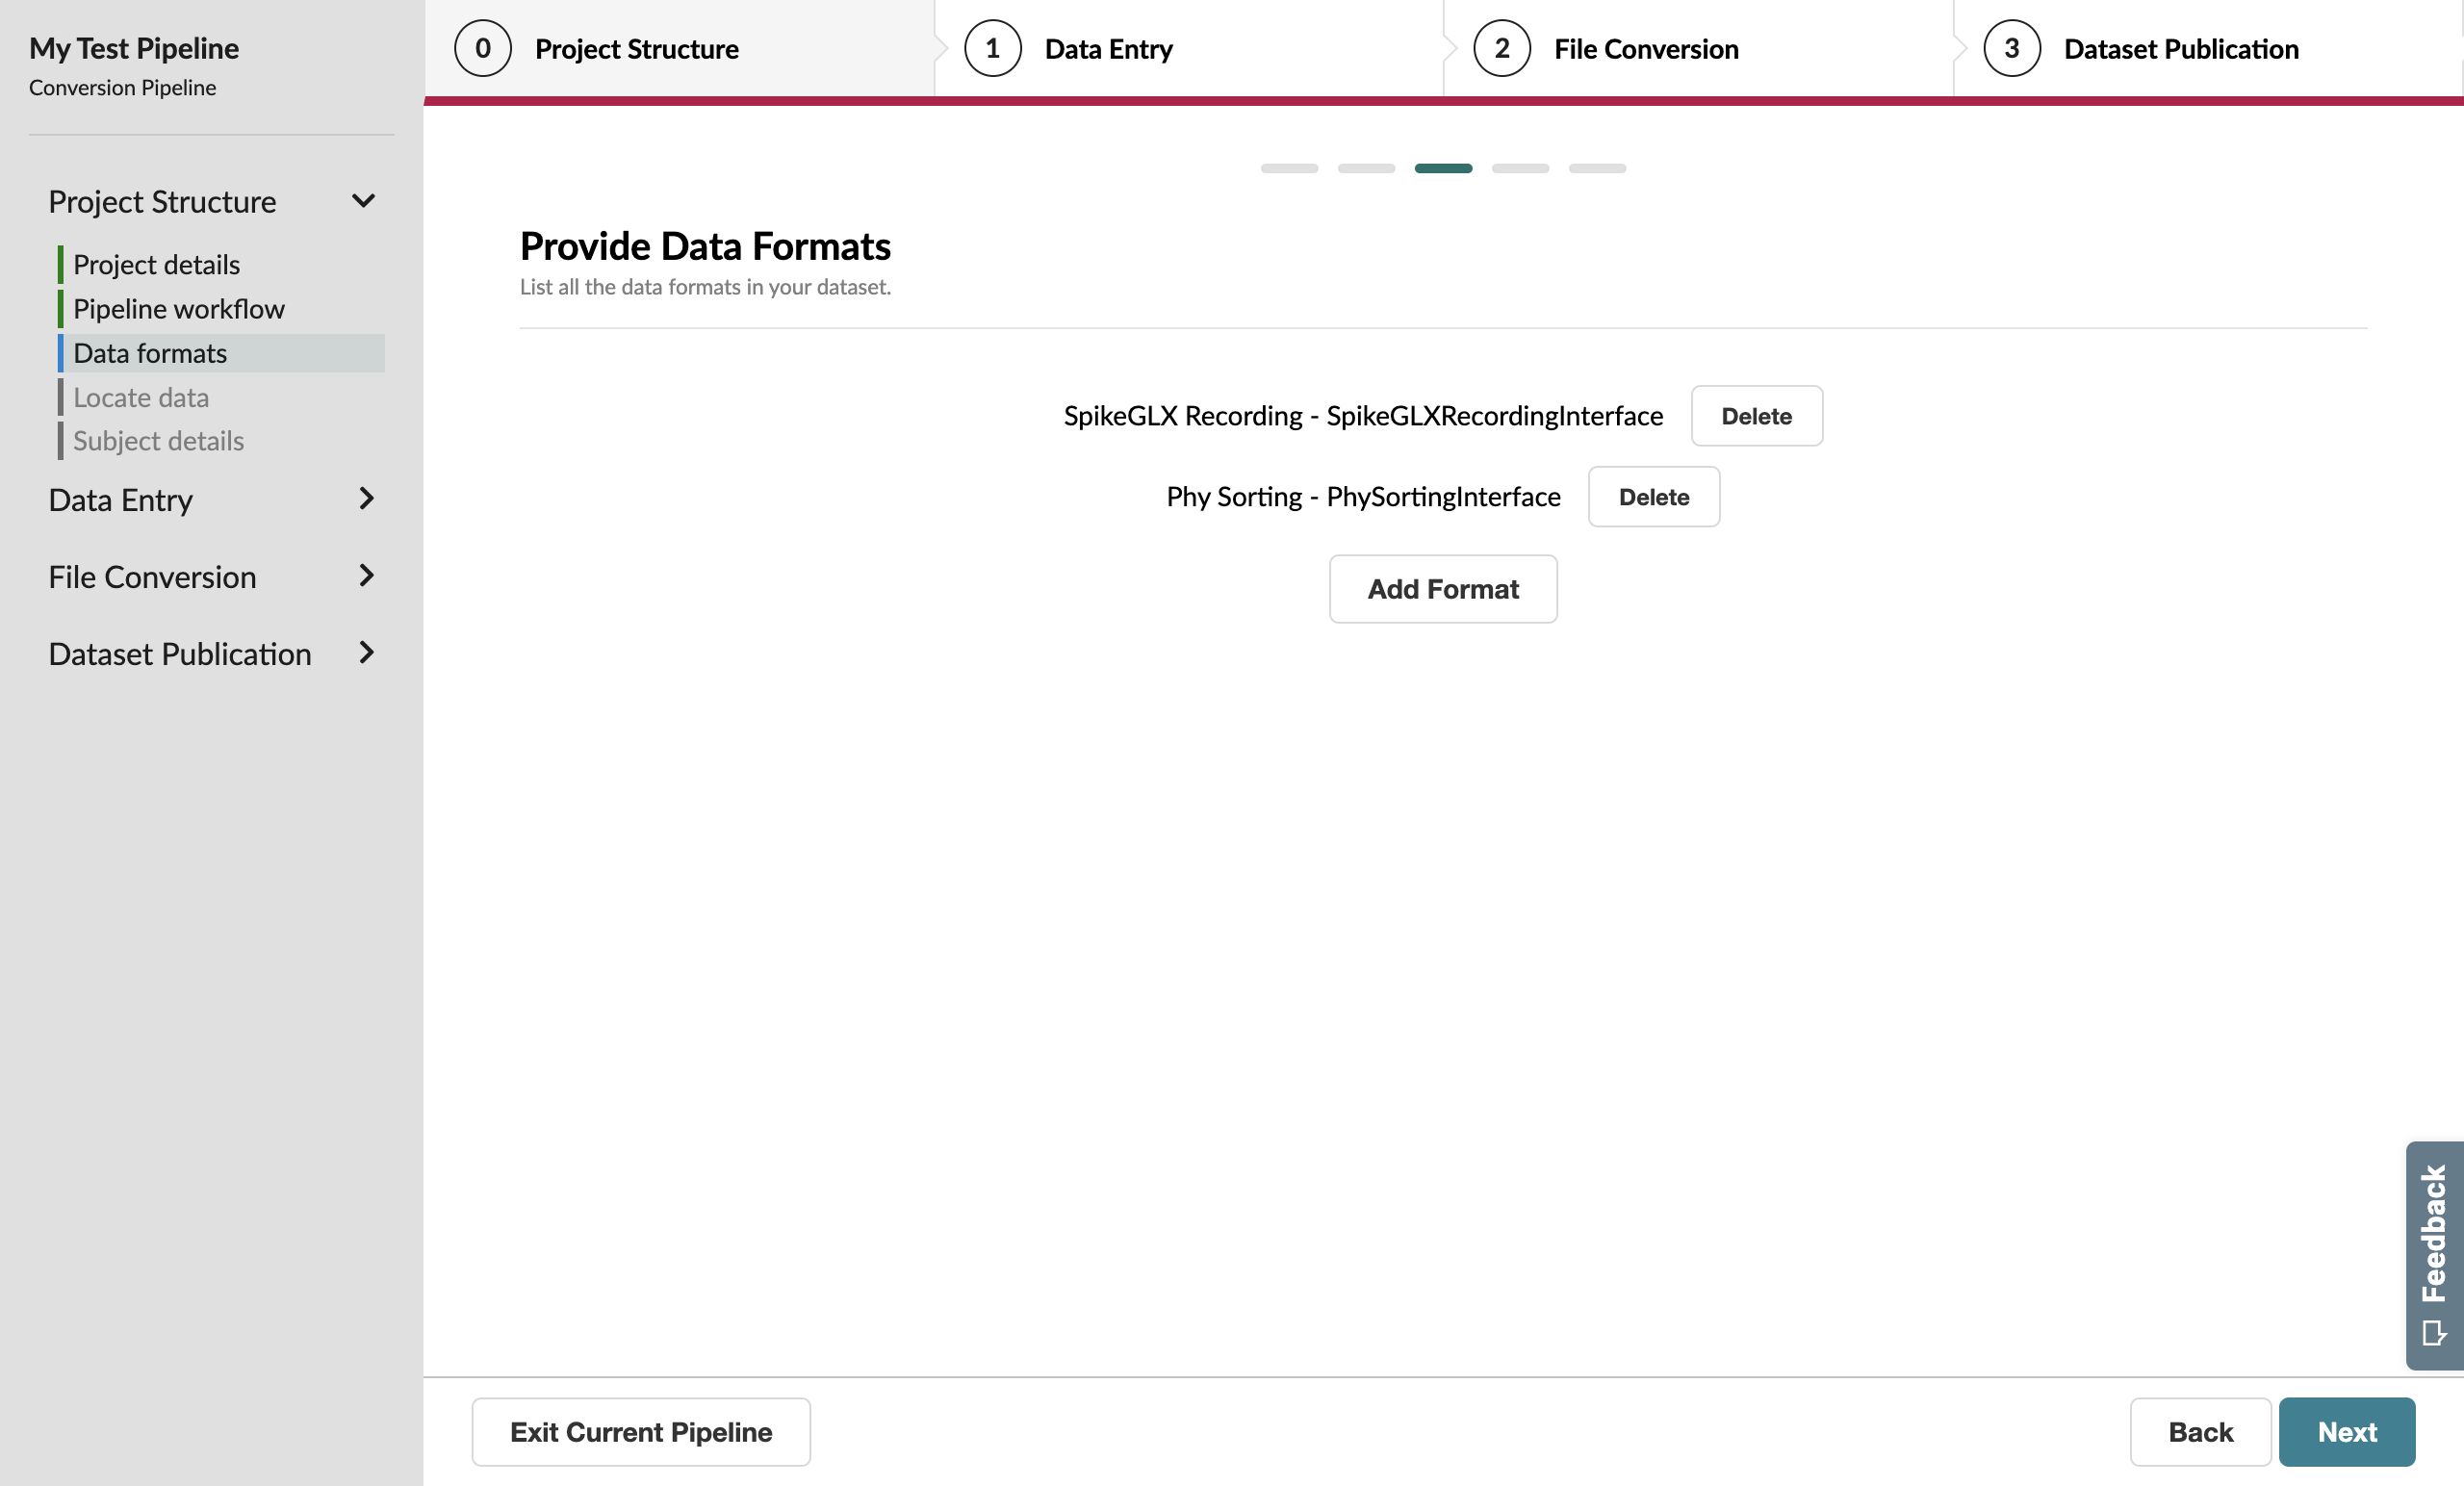 My Test Pipeline
Conversion Pipeline
Project Structure
Project details
Pipeline workflow
Data formats
Locate data
Subject details
Data Entry
File Conversion
Dataset Publication
0 Project Structure
1 Data Entry
2 File Conversion
3 Dataset Publication
Provide Data Formats
List all the data formats in your dataset.
SpikeGLX Recording - SpikeGLXRecordingInterface Delete
Phy Sorting - PhySortingInterface Delete
Add Format
Feedback
Exit Current Pipeline
Back Next